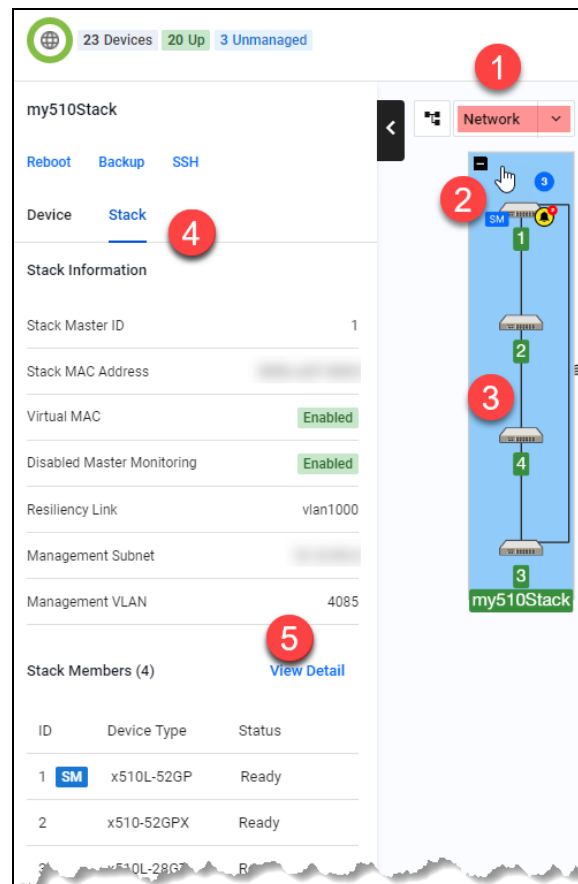 23 Devices 20 Up 3 Unmanaged
1
my510Stack
Network
Reboot Backup SSH
2
3
SM
1
Device Stack
4
Stack Information
Stack Master ID 1
2
Stack MAC Address
3
Virtual MAC Enabled
Disabled Master Monitoring Enabled
4
Resiliency Link vlan1000
Management Subnet
3
Management VLAN 4085
my510Stack
5
Stack Members (4) View Detail
ID Device Type Status
1 SM x510L-52GP Ready
2 x510-52GPX Ready